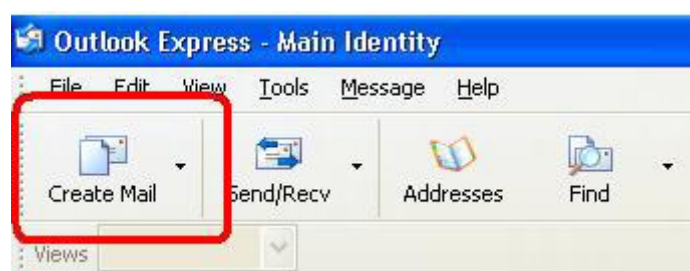 Outlook Express - Main Identity
File Edit View Tools Message Help
Create Mail Send/Recv Addresses Find
Views